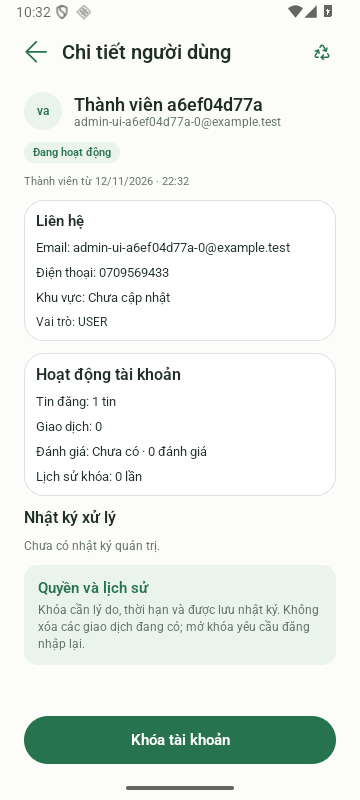 10:32
Chi tiết người dùng
va
Thành viên a6ef04d77a
admin-ui-a6ef04d77a-0@example.test
Đang hoạt động
Thành viên từ 12/11/2026 · 22:32
Liên hệ
Email: admin-ui-a6ef04d77a-0@example.test
Điện thoại: 0709569433
Khu vực: Chưa cập nhật
Vai trò: USER
Hoạt động tài khoản
Tin đăng: 1 tin
Giao dịch: 0
Đánh giá: Chưa có · 0 đánh giá
Lịch sử khóa: 0 lần
Nhật ký xử lý
Chưa có nhật ký quản trị.
Quyền và lịch sử
Khóa cần lý do, thời hạn và được lưu nhật ký. Không
xóa các giao dịch đang có; mở khóa yêu cầu đăng
nhập lại.
Khóa tài khoản